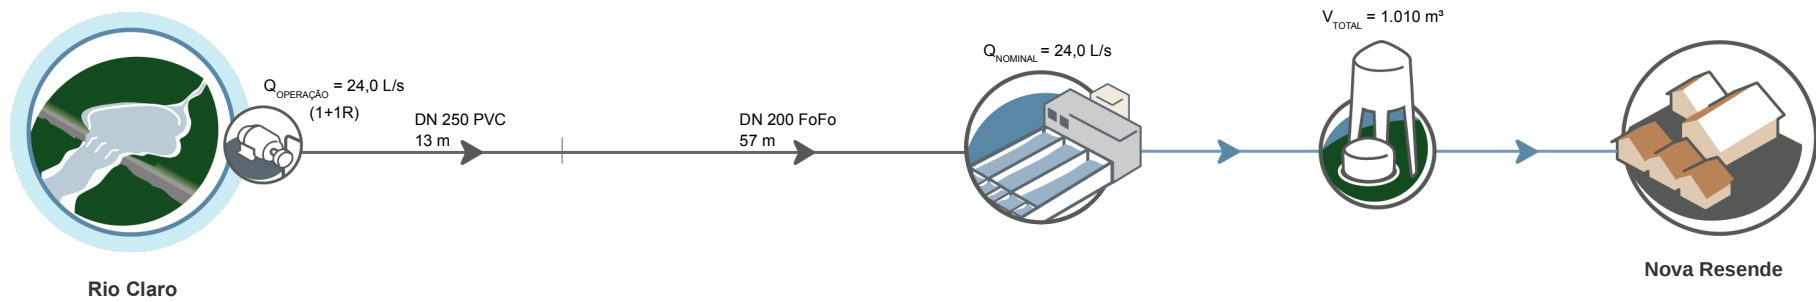 V_TOTAL = 1.010 m³
Q_NOMINAL = 24,0 L/s
Q_OPERAÇÃO = 24,0 L/s
(1+1R)
DN 250 PVC
13 m
DN 200 FoFo
57 m
Nova Resende
Rio Claro